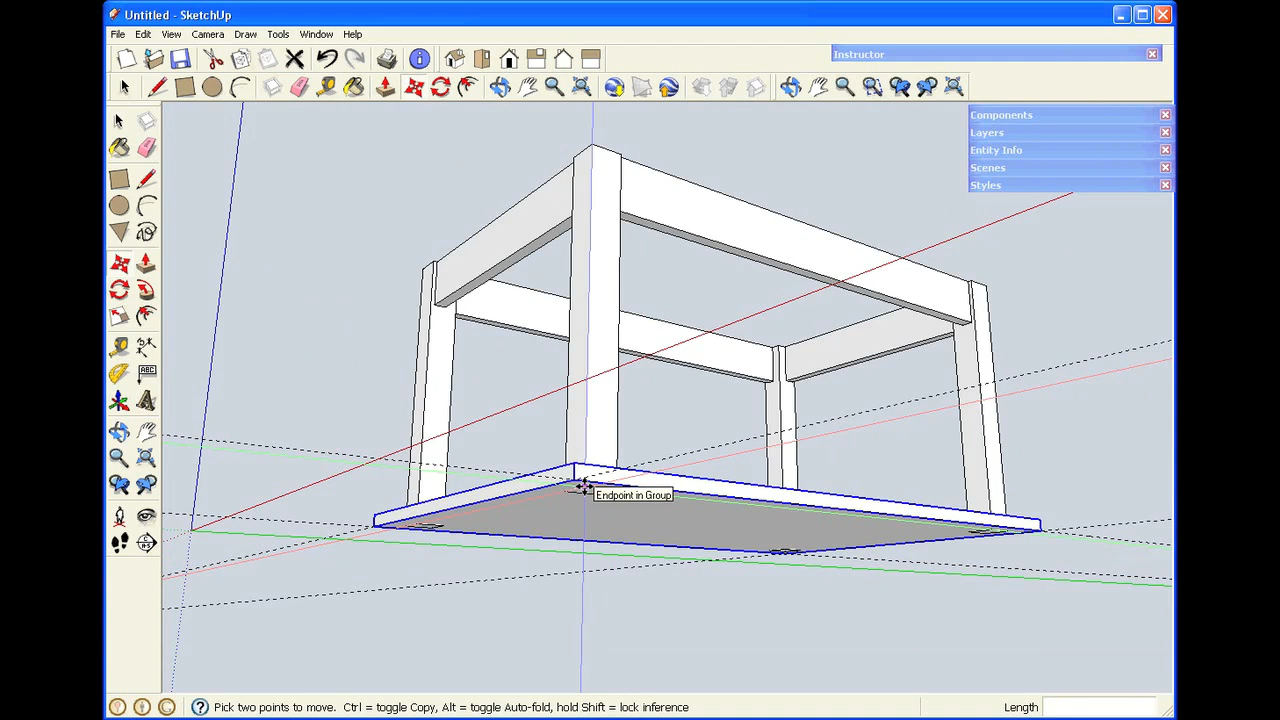 Untitled - SketchUp
File Edit View Camera Draw Tools Window Help
Instructor
Components
Layers
Entity Info
Scenes
Styles
ABC
Endpoint in Group
Pick two points to move. Ctrl = toggle Copy, Alt = toggle Auto-fold, hold Shift = lock inference
Length